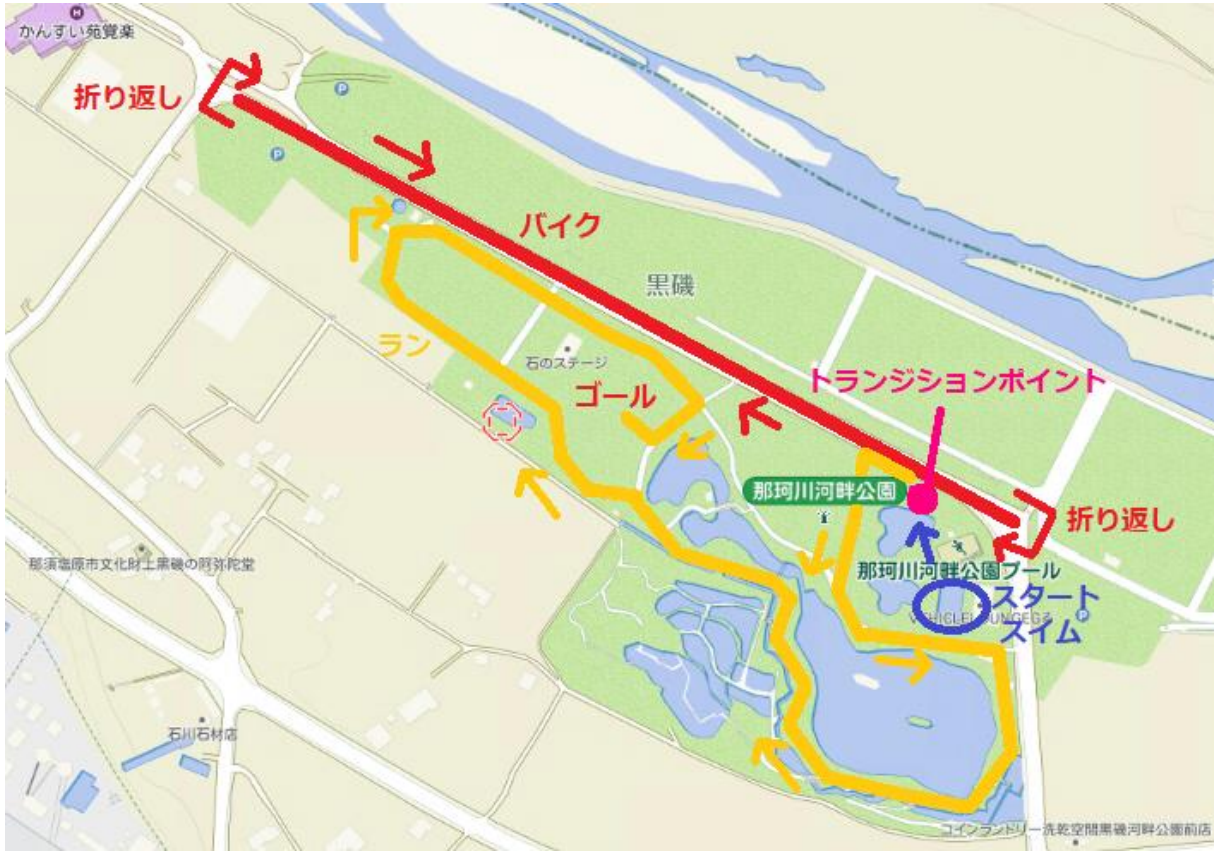 H
かんすい苑覚楽
折り返し
P
P
バイク
黒磯
ラン
石のステージ
ゴール
トランジションポイント
那珂川河畔公園
折り返し
那珂川河畔公園プール
那須塩原市文化財上黒磯の阿弥陀堂
スタート
P
スイム
石川石材店
コインランドリー洗乾空間黒磯河畔公園前店